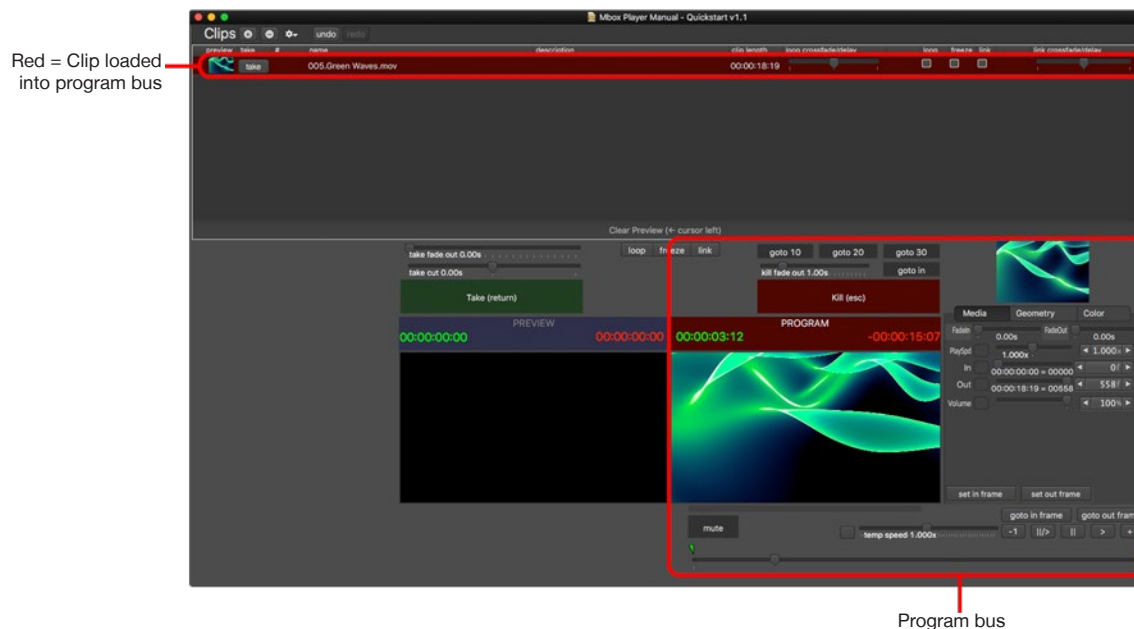 Mbox Player Manual - Quickstart v1.1
Clips undo redo
preview take # name description clip length loop crossfade/delay loop freeze link link crossfade/delay
Red = Clip loaded
into program bus
take 005.Green Waves.mov 00:00:18:19
Clear Preview (← cursor left)
take fade out 0.00s
take cut 0.00s
loop freeze link
Take (return)
goto 10 goto 20 goto 30
kill fade out 1.00s goto in
Kill (esc)
PREVIEW
00:00:00:00 00:00:00:00
PROGRAM
00:00:03:12 -00:00:15:07
Media Geometry Color
FadeIn 0.00s FadeOut 0.00s
PlaySpd 1.000x 1.000x
In 00:00:00:00 = 00000 0f
Out 00:00:18:19 = 00558 558f
Volume 100%
set in frame set out frame
goto in frame goto out fram
mute
temp speed 1.000x
-1 ||/> || > +
Program bus